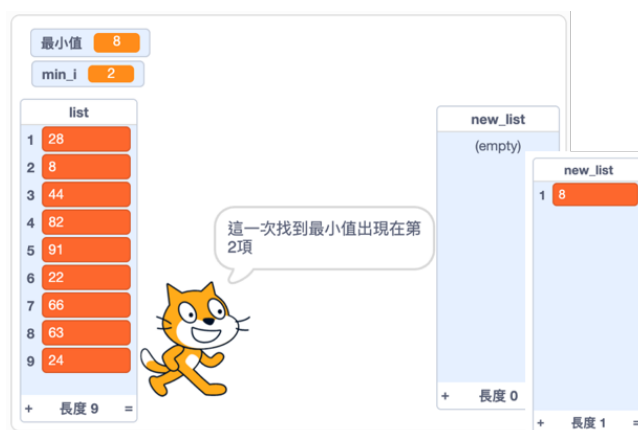 最小值 8
min_i 2
list
1 28
2 8
3 44
4 82
5 91
6 22
7 66
8 63
9 24
+ 長度 9 =
這一次找到最小值出現在第
2項
new_list
(empty)
+ 長度 0
new_list
1 8
+ 長度 1 =